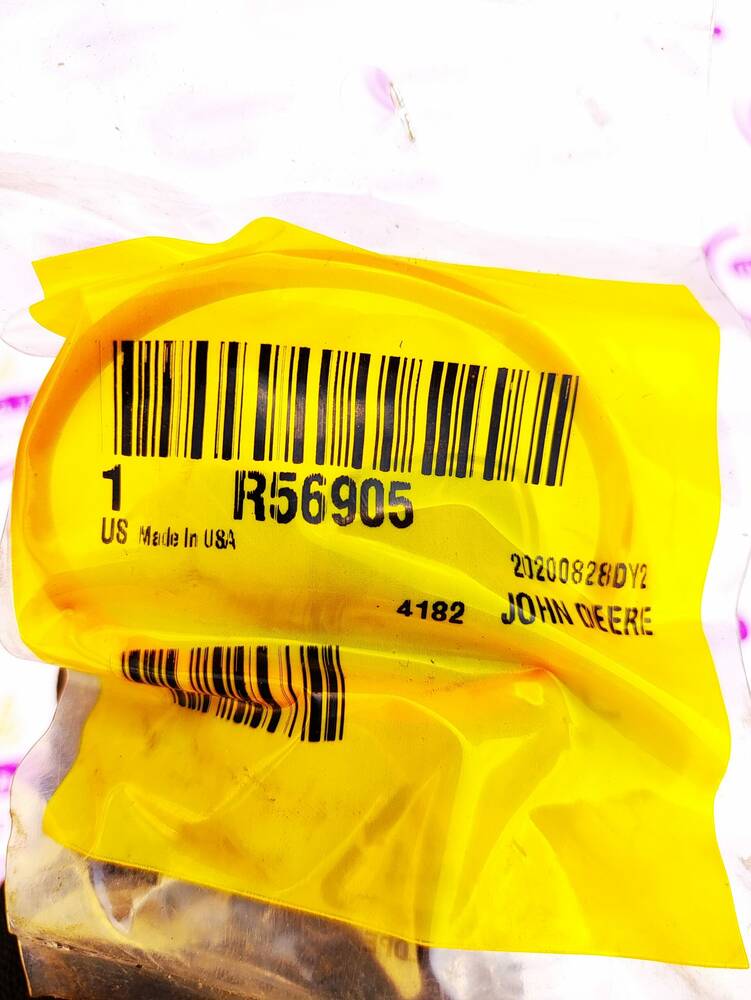 1 R56905
US Made In USA
20200828DY2
4182 JOHN DEERE